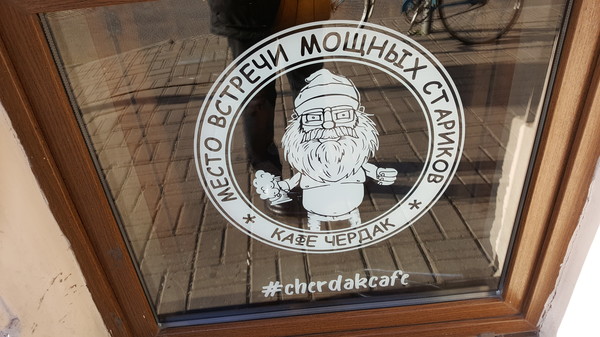 МЕСТО ВСТРЕЧИ МОЩНЫХ СТАРИКОВ
* КАФЕ ЧЕРДАК *
#cherdakcafe